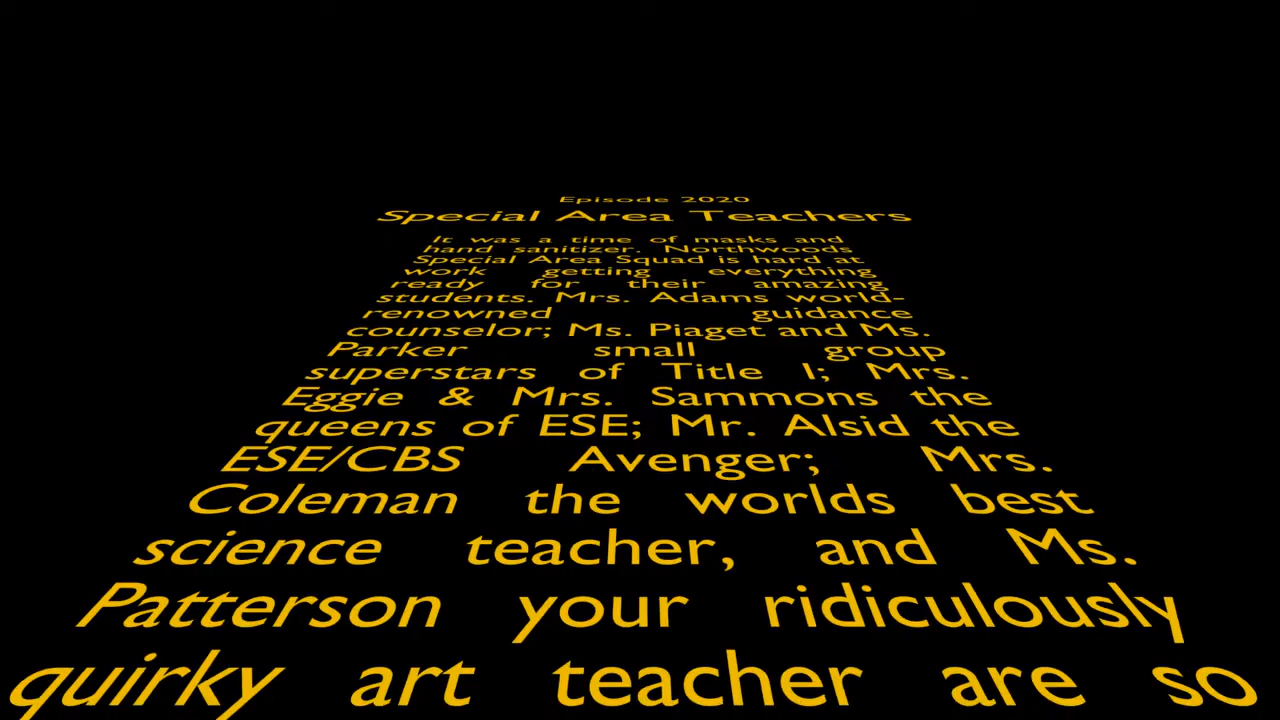 Episode 2020
Special Area Teachers
It was a time of masks and
hand sanitizer. Northwoods
Special Area Squad is hard at
work getting everything
ready for their amazing
students. Mrs. Adams world-
renowned guidance
counselor; Ms. Piaget and Ms.
Parker small group
superstars of Title I; Mrs.
Eggie & Mrs. Sammons the
queens of ESE; Mr. Alsid the
ESE/CBS Avenger; Mrs.
Coleman the worlds best
science teacher, and Ms.
Patterson your ridiculously
quirky art teacher are so